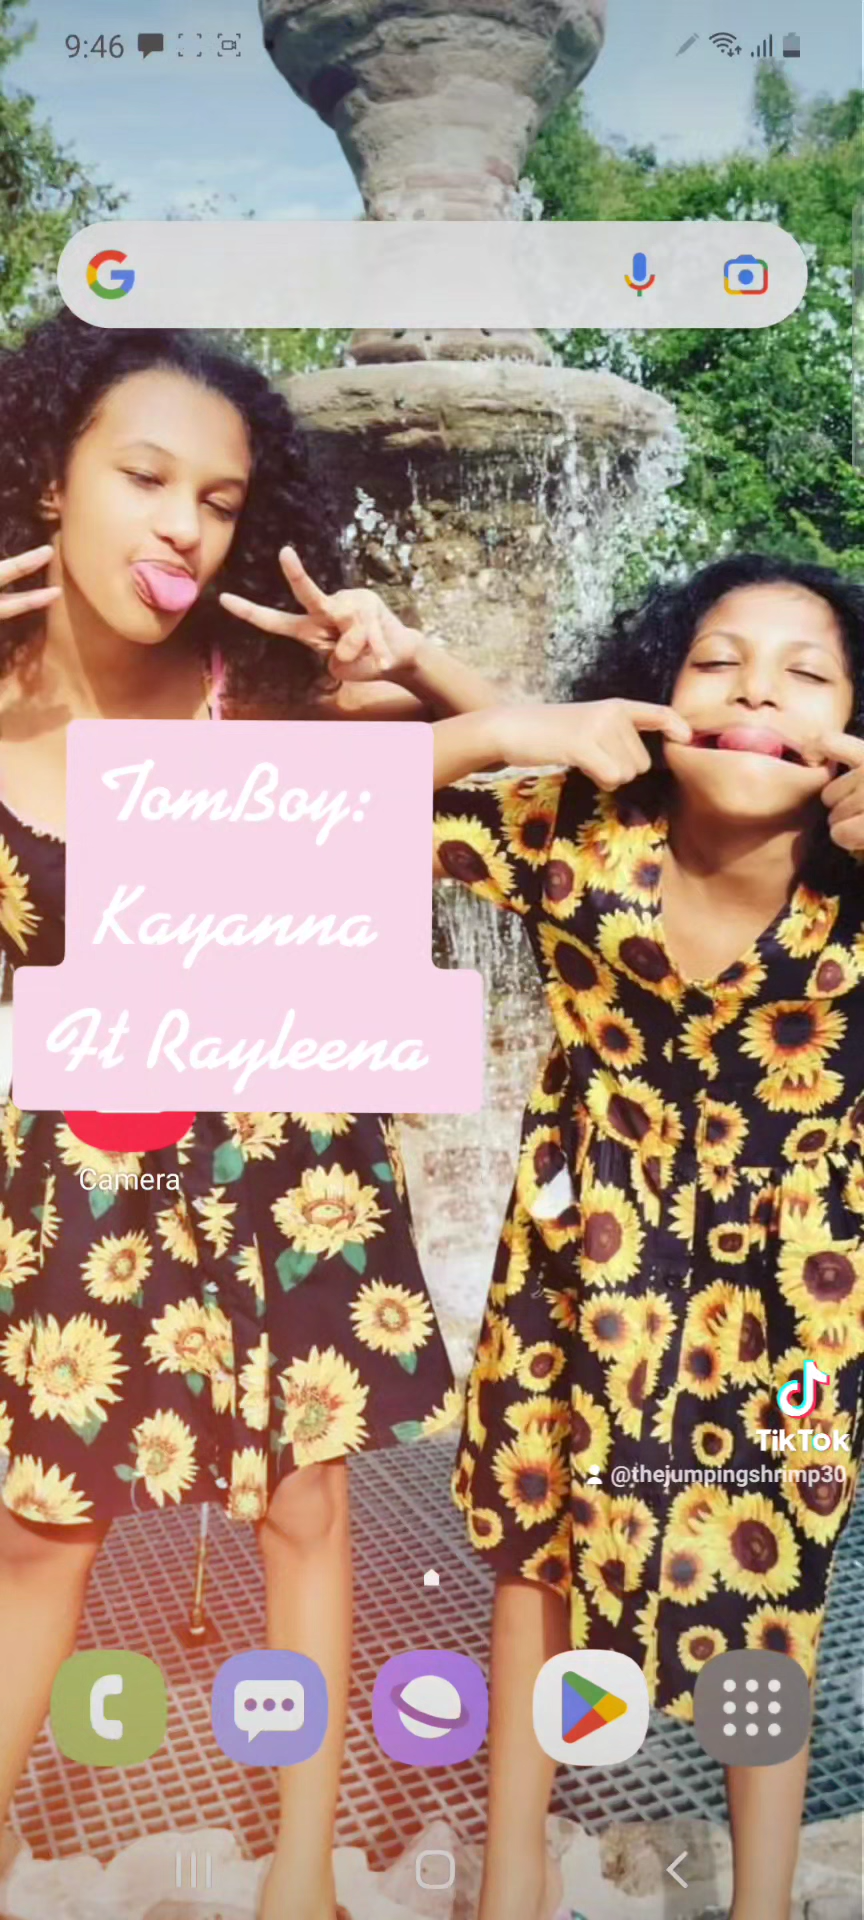 9:46
TomBoy:
Kayanna
Ft Rayleena
Camera
TikTok
@thejumpingshrimp30